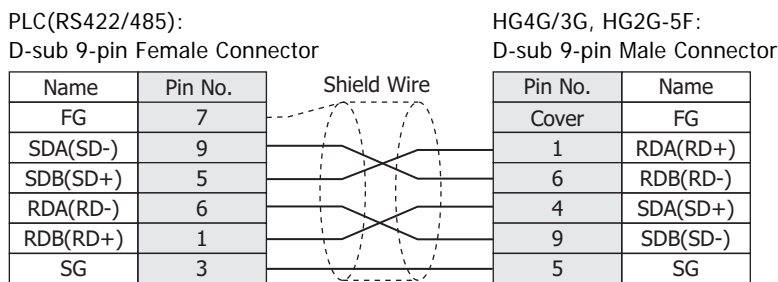 PLC(RS422/485): HG4G/3G, HG2G-5F:
D-sub 9-pin Female Connector D-sub 9-pin Male Connector
Name Pin No. Shield Wire Pin No. Name
FG 7 Cover FG
SDA(SD-) 9 1 RDA(RD+)
SDB(SD+) 5 6 RDB(RD-)
RDA(RD-) 6 4 SDA(SD+)
RDB(RD+) 1 9 SDB(SD-)
SG 3 5 SG